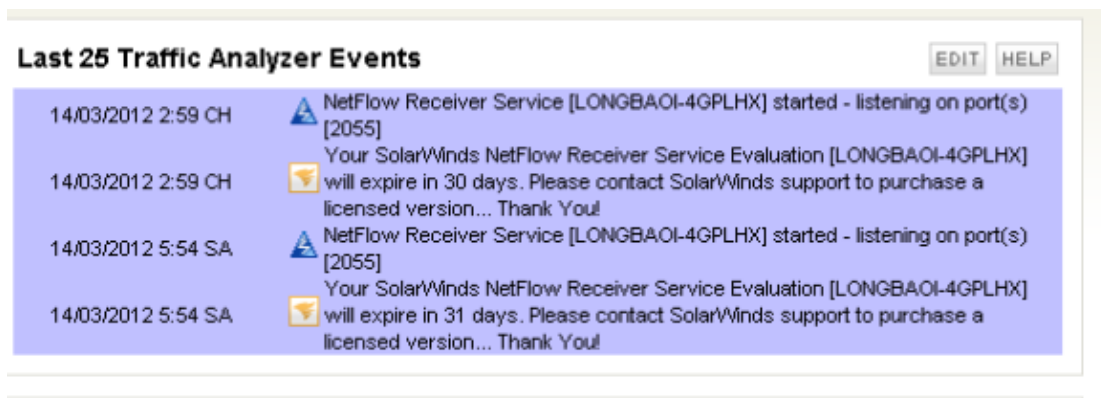 Last 25 Traffic Analyzer Events
EDIT HELP
14/03/2012 2:59 CH
NetFlow Receiver Service [LONGBAOI-4GPLHX] started - listening on port(s)
[2055]
14/03/2012 2:59 CH
Your SolarWinds NetFlow Receiver Service Evaluation [LONGBAOI-4GPLHX]
will expire in 30 days. Please contact SolarWinds support to purchase a
licensed version... Thank You!
14/03/2012 5:54 SA
NetFlow Receiver Service [LONGBAOI-4GPLHX] started - listening on port(s)
[2055]
14/03/2012 5:54 SA
Your SolarWinds NetFlow Receiver Service Evaluation [LONGBAOI-4GPLHX]
will expire in 31 days. Please contact SolarWinds support to purchase a
licensed version... Thank You!